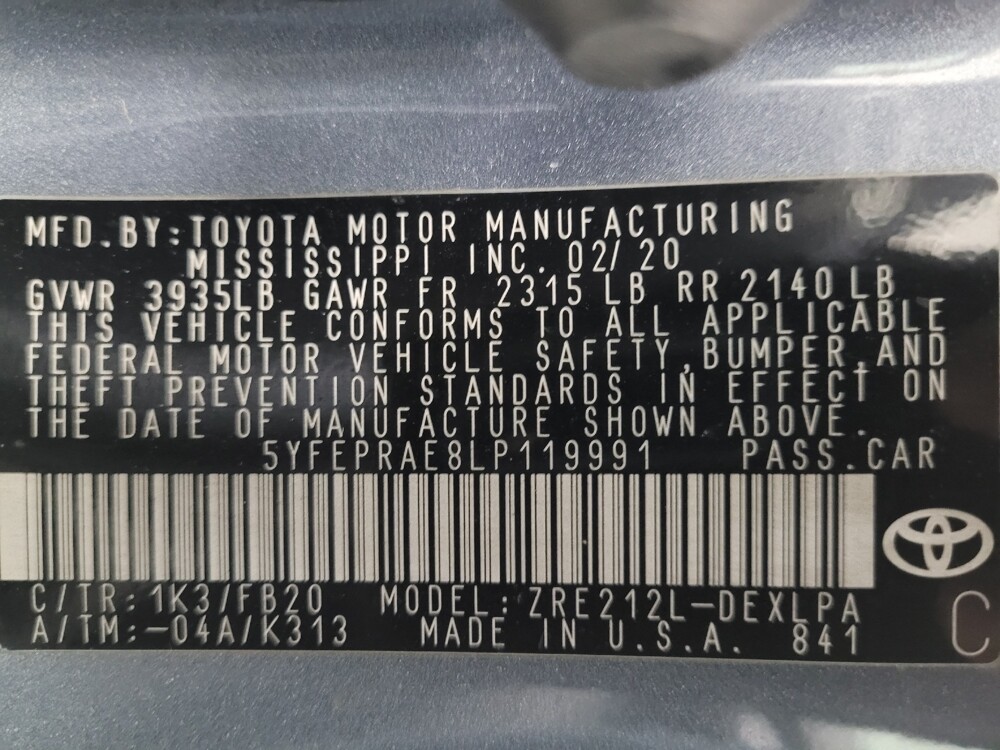 MFD.BY:TOYOTA MOTOR MANUFACTURING
MISSISSIPPI INC. 02/20
GVWR 3935LB GAWR FR 2315 LB RR 2140 LB
THIS VEHICLE CONFORMS TO ALL APPLICABLE
FEDERAL MOTOR VEHICLE SAFETY,BUMPER,AND
THEFT PREVENTION STANDARDS IN EFFECT ON
THE DATE OF MANUFACTURE SHOWN ABOVE.
5YFEPRAE8LP119991 PASS.CAR
C/TR: 1K3/FB20 MODEL: ZRE212L-DEXLPA
A/TM:-04A/K313 MADE IN U.S.A. 841
C